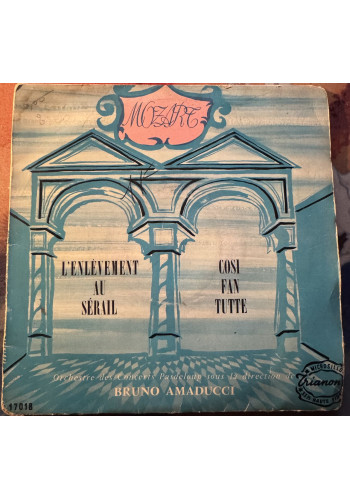 MOZART
L'ENLÈVEMENT
AU
SÉRAIL
COSI
FAN
TUTTE
Orchestre des Concerts Pasdeloup sous la direction de
BRUNO AMADUCCI
MICROSILLON
Trianon
17018